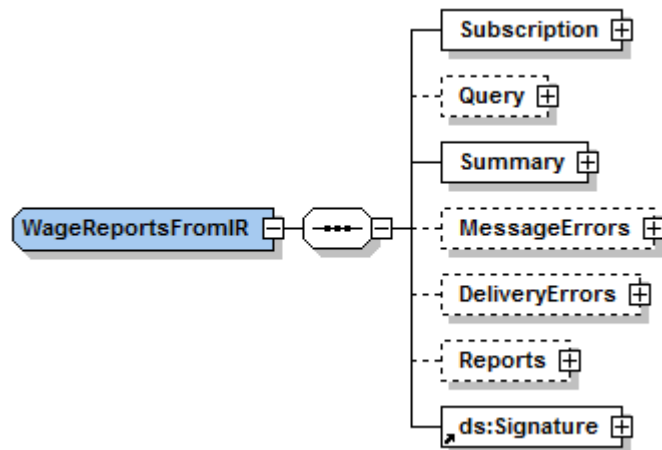 Subscription
Query
Summary
WageReportsFromIR
MessageErrors
DeliveryErrors
Reports
ds:Signature